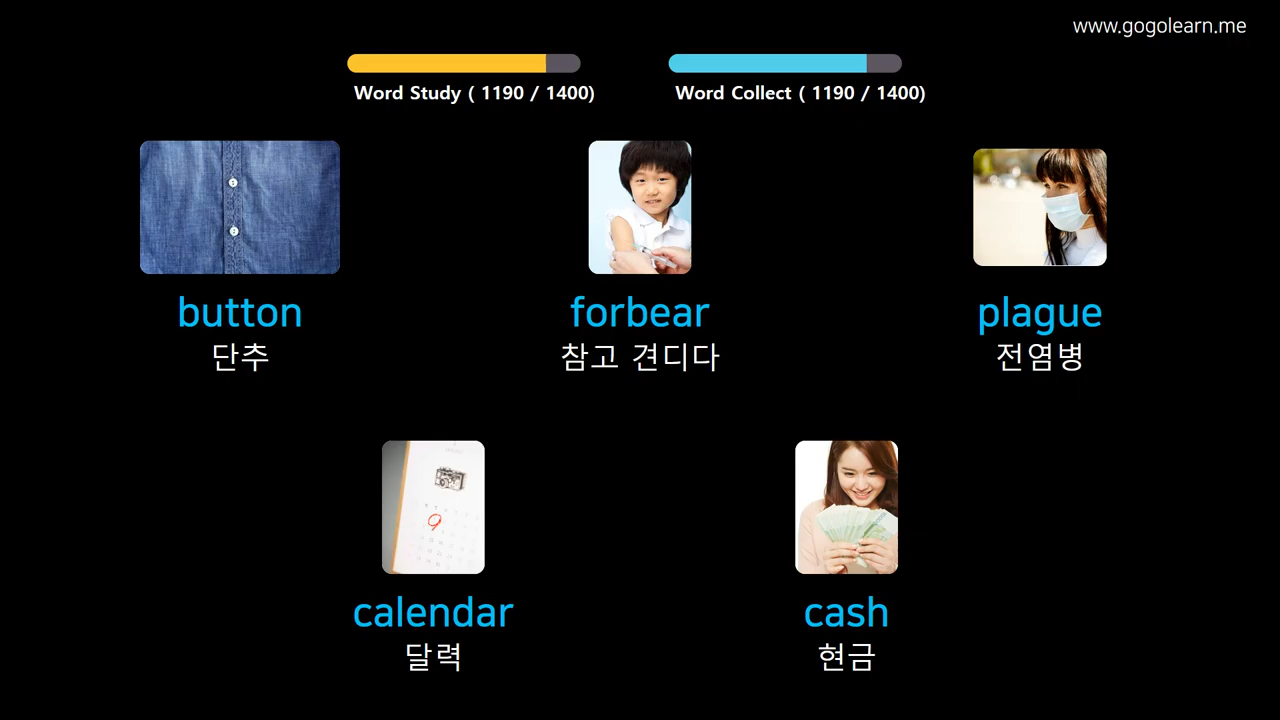 www.gogolearn.me
Word Study ( 1190 / 1400)
Word Collect ( 1190 / 1400)
button
forbear
plague
단추
참고 견디다
전염병
calendar
cash
달력
현금